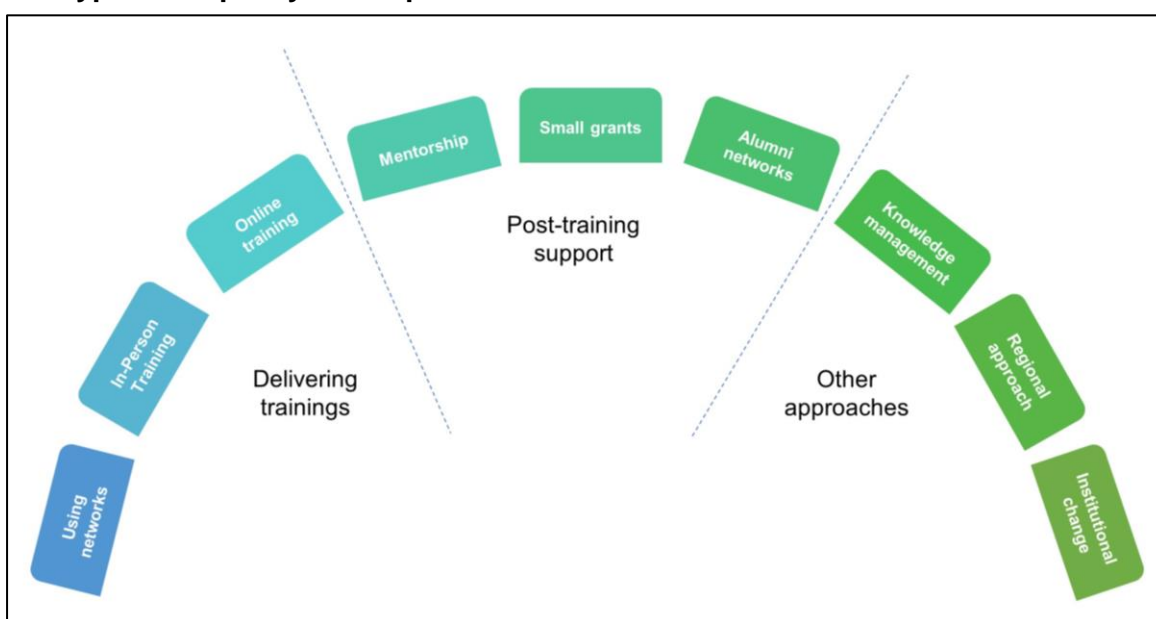 Using
networks
In-Person
Training
Online
training
Delivering
trainings
Mentorship
Small grants
Alumni
networks
Post-training
support
Knowledge
management
Regional
approach
Institutional
change
Other
approaches